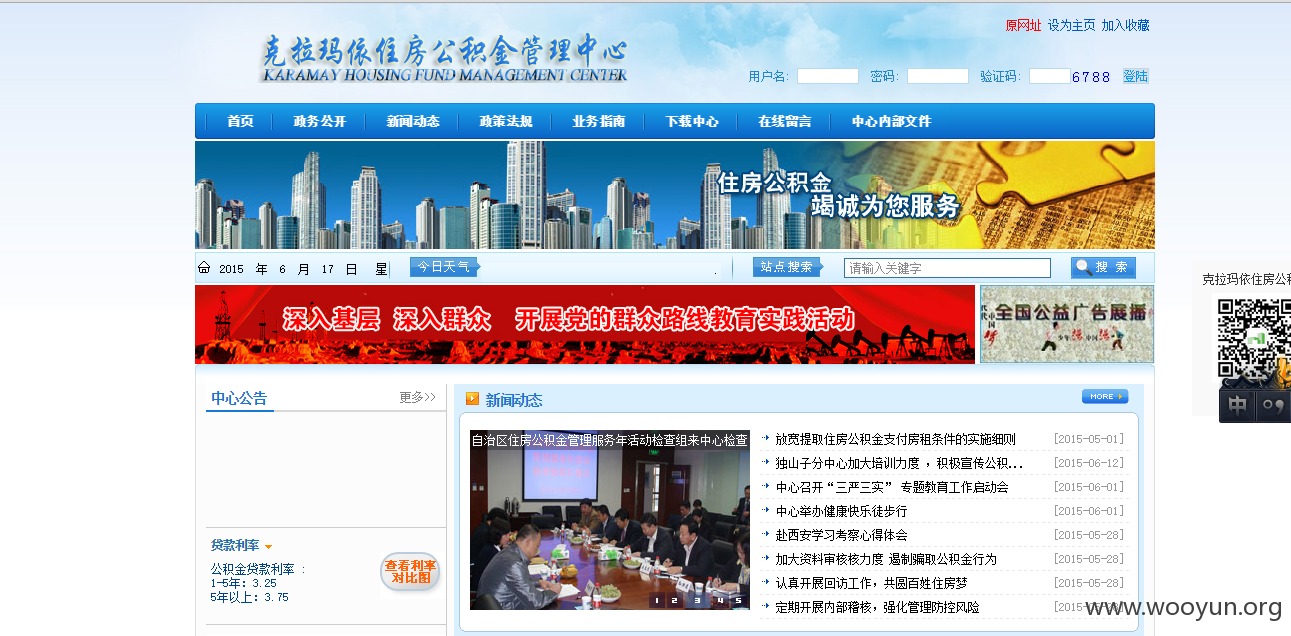 原网址 设为主页 加入收藏
克拉玛依住房公积金管理中心
KARAMAY HOUSING FUND MANAGEMENT CENTER
用户名: 密码: 验证码: 6788 登陆
首页 政务公开 新闻动态 政策法规 业务指南 下载中心 在线留言 中心内部文件
住房公积金
竭诚为您服务
2015 年 6 月 17 日 星 今日天气 . 站点搜索 请输入关键字 搜 索
克拉玛依住房公积
深入基层 深入群众 开展党的群众路线教育实践活动
全国公益广告展播
中
中心公告 更多>>
新闻动态 MORE
自治区住房公积金管理服务年活动检查组来中心检查
1 2 3 4 5
放宽提取住房公积金支付房租条件的实施细则 [2015-05-01]
独山子分中心加大培训力度 ，积极宣传公积... [2015-06-12]
中心召开“三严三实” 专题教育工作启动会 [2015-06-01]
中心举办健康快乐徒步行 [2015-06-01]
赴西安学习考察心得体会 [2015-05-28]
加大资料审核核力度 遏制骗取公积金行为 [2015-05-28]
认真开展回访工作，共圆百姓住房梦 [2015-05-28]
定期开展内部稽核，强化管理防控风险 [2015-05-28]
贷款利率
公积金贷款利率 ：
1-5年：3.25
5年以上：3.75
查看利率
对比图
www.wooyun.org